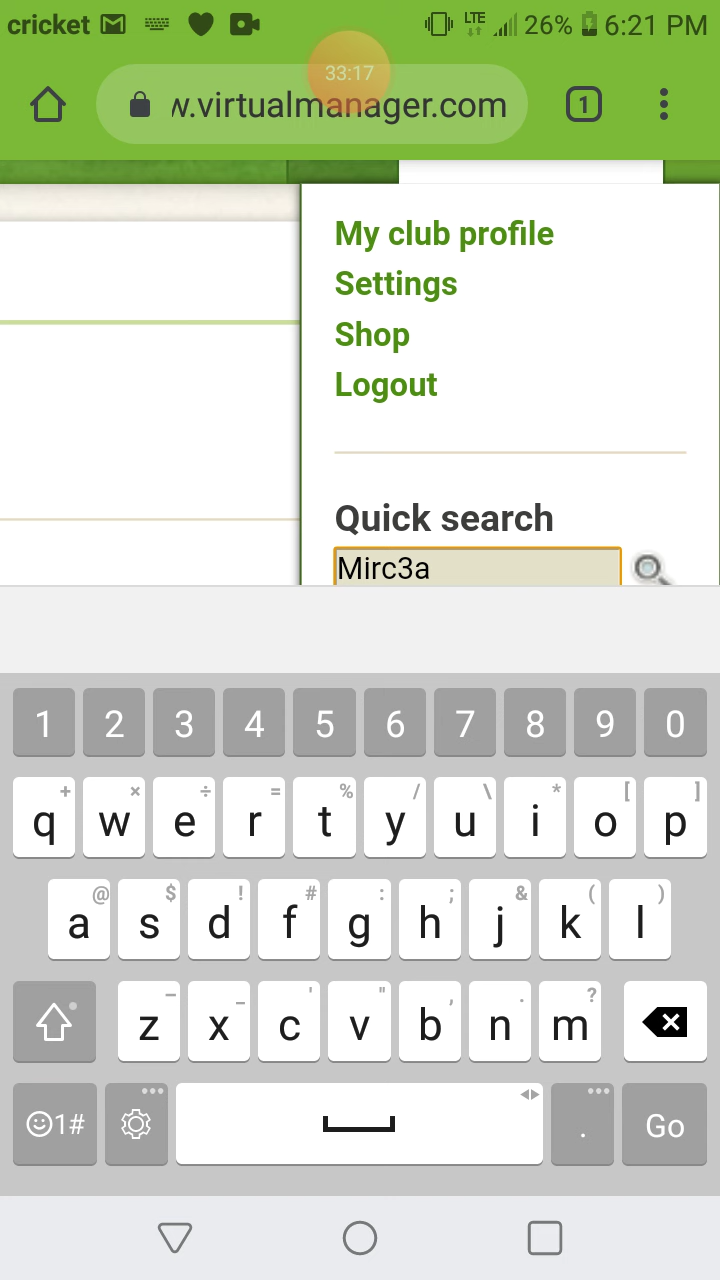 cricket LTE 26% 6:21 PM
33:17
w.virtualmanager.com 1
My club profile
Settings
Shop
Logout
Quick search
Mirc3a
1 2 3 4 5 6 7 8 9 0
+ × ÷ = % / \ * [ ]
q w e r t y u i o p
@ $ ! # : ; & ( )
a s d f g h j k l
– _ ' " , . ?
z x c v b n m
1# . Go